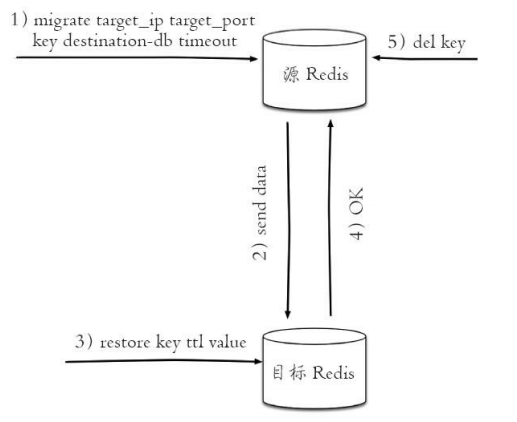 1）migrate target_ip target_port
key destination-db timeout
5）del key
源 Redis
2）send data
4）OK
3）restore key ttl value
目标 Redis